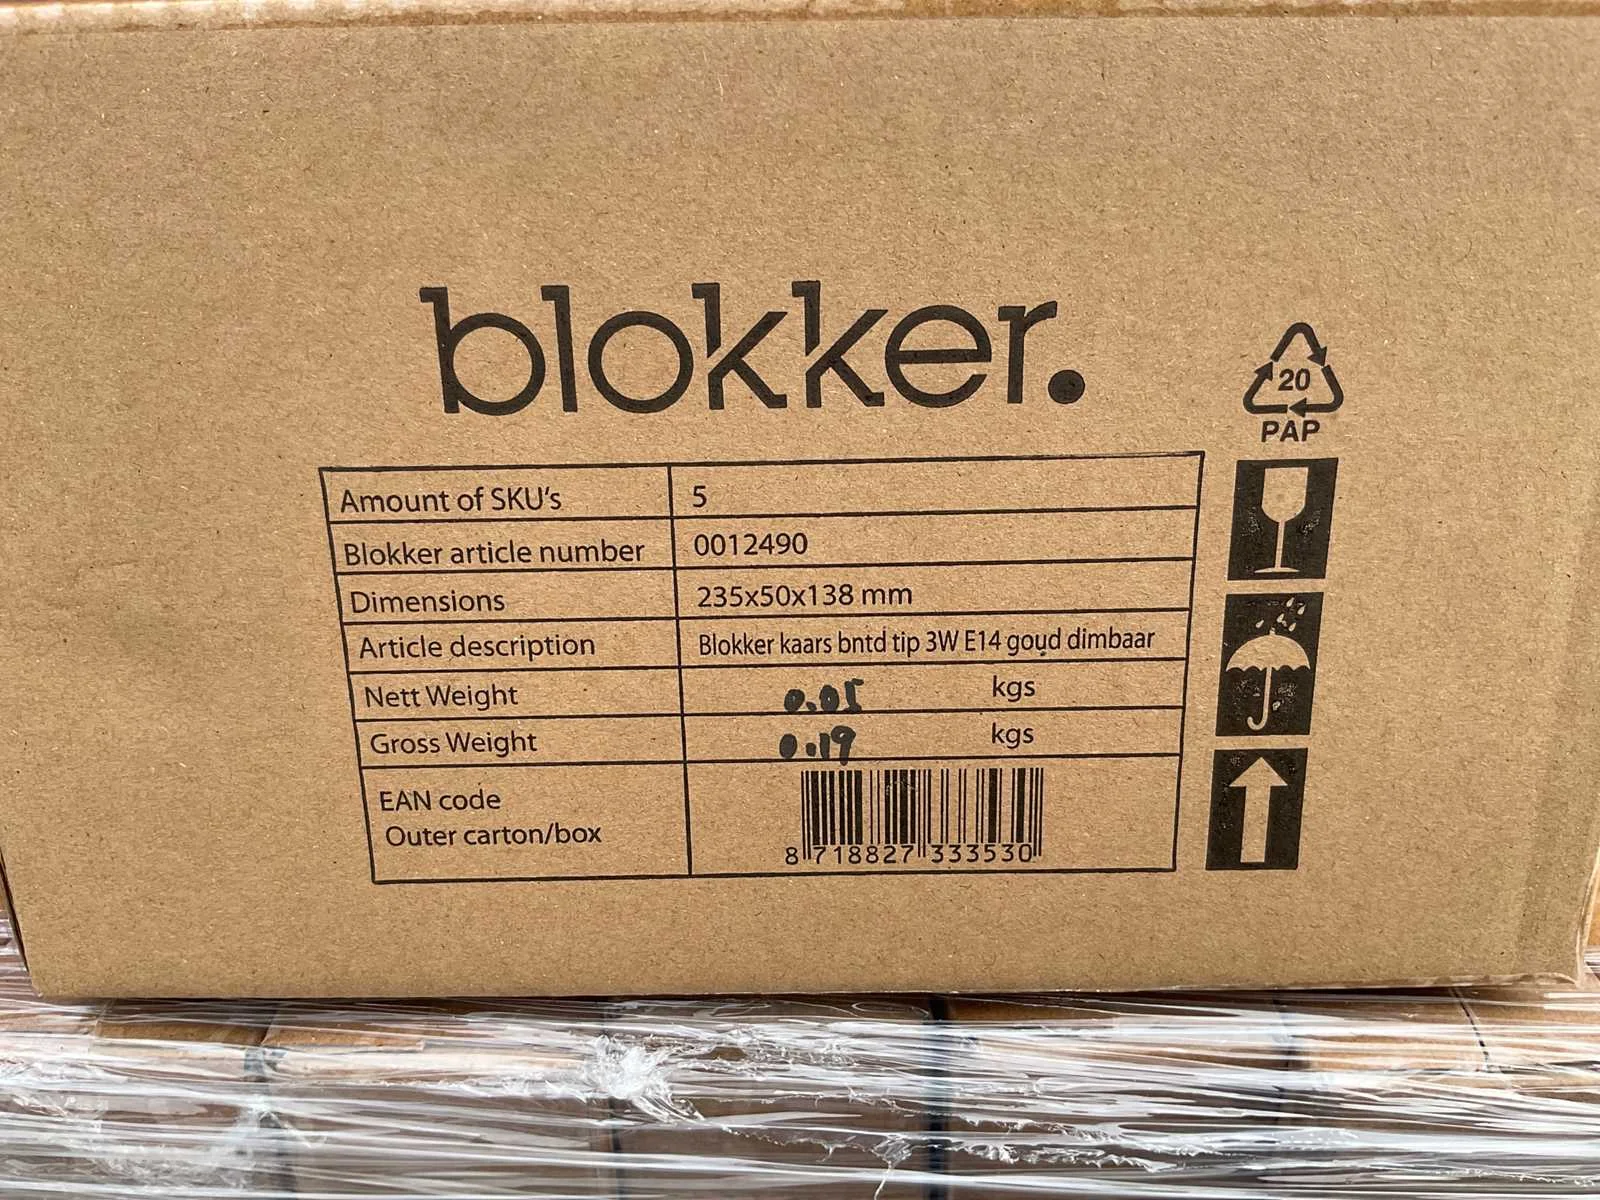 blokker.
20
PAP
Amount of SKU's 5
Blokker article number 0012490
Dimensions 235x50x138 mm
Article description Blokker kaars bntd tip 3W E14 goud dimbaar
Nett Weight 0.05 kgs
Gross Weight 0.19 kgs
EAN code
Outer carton/box
8 718827 333530